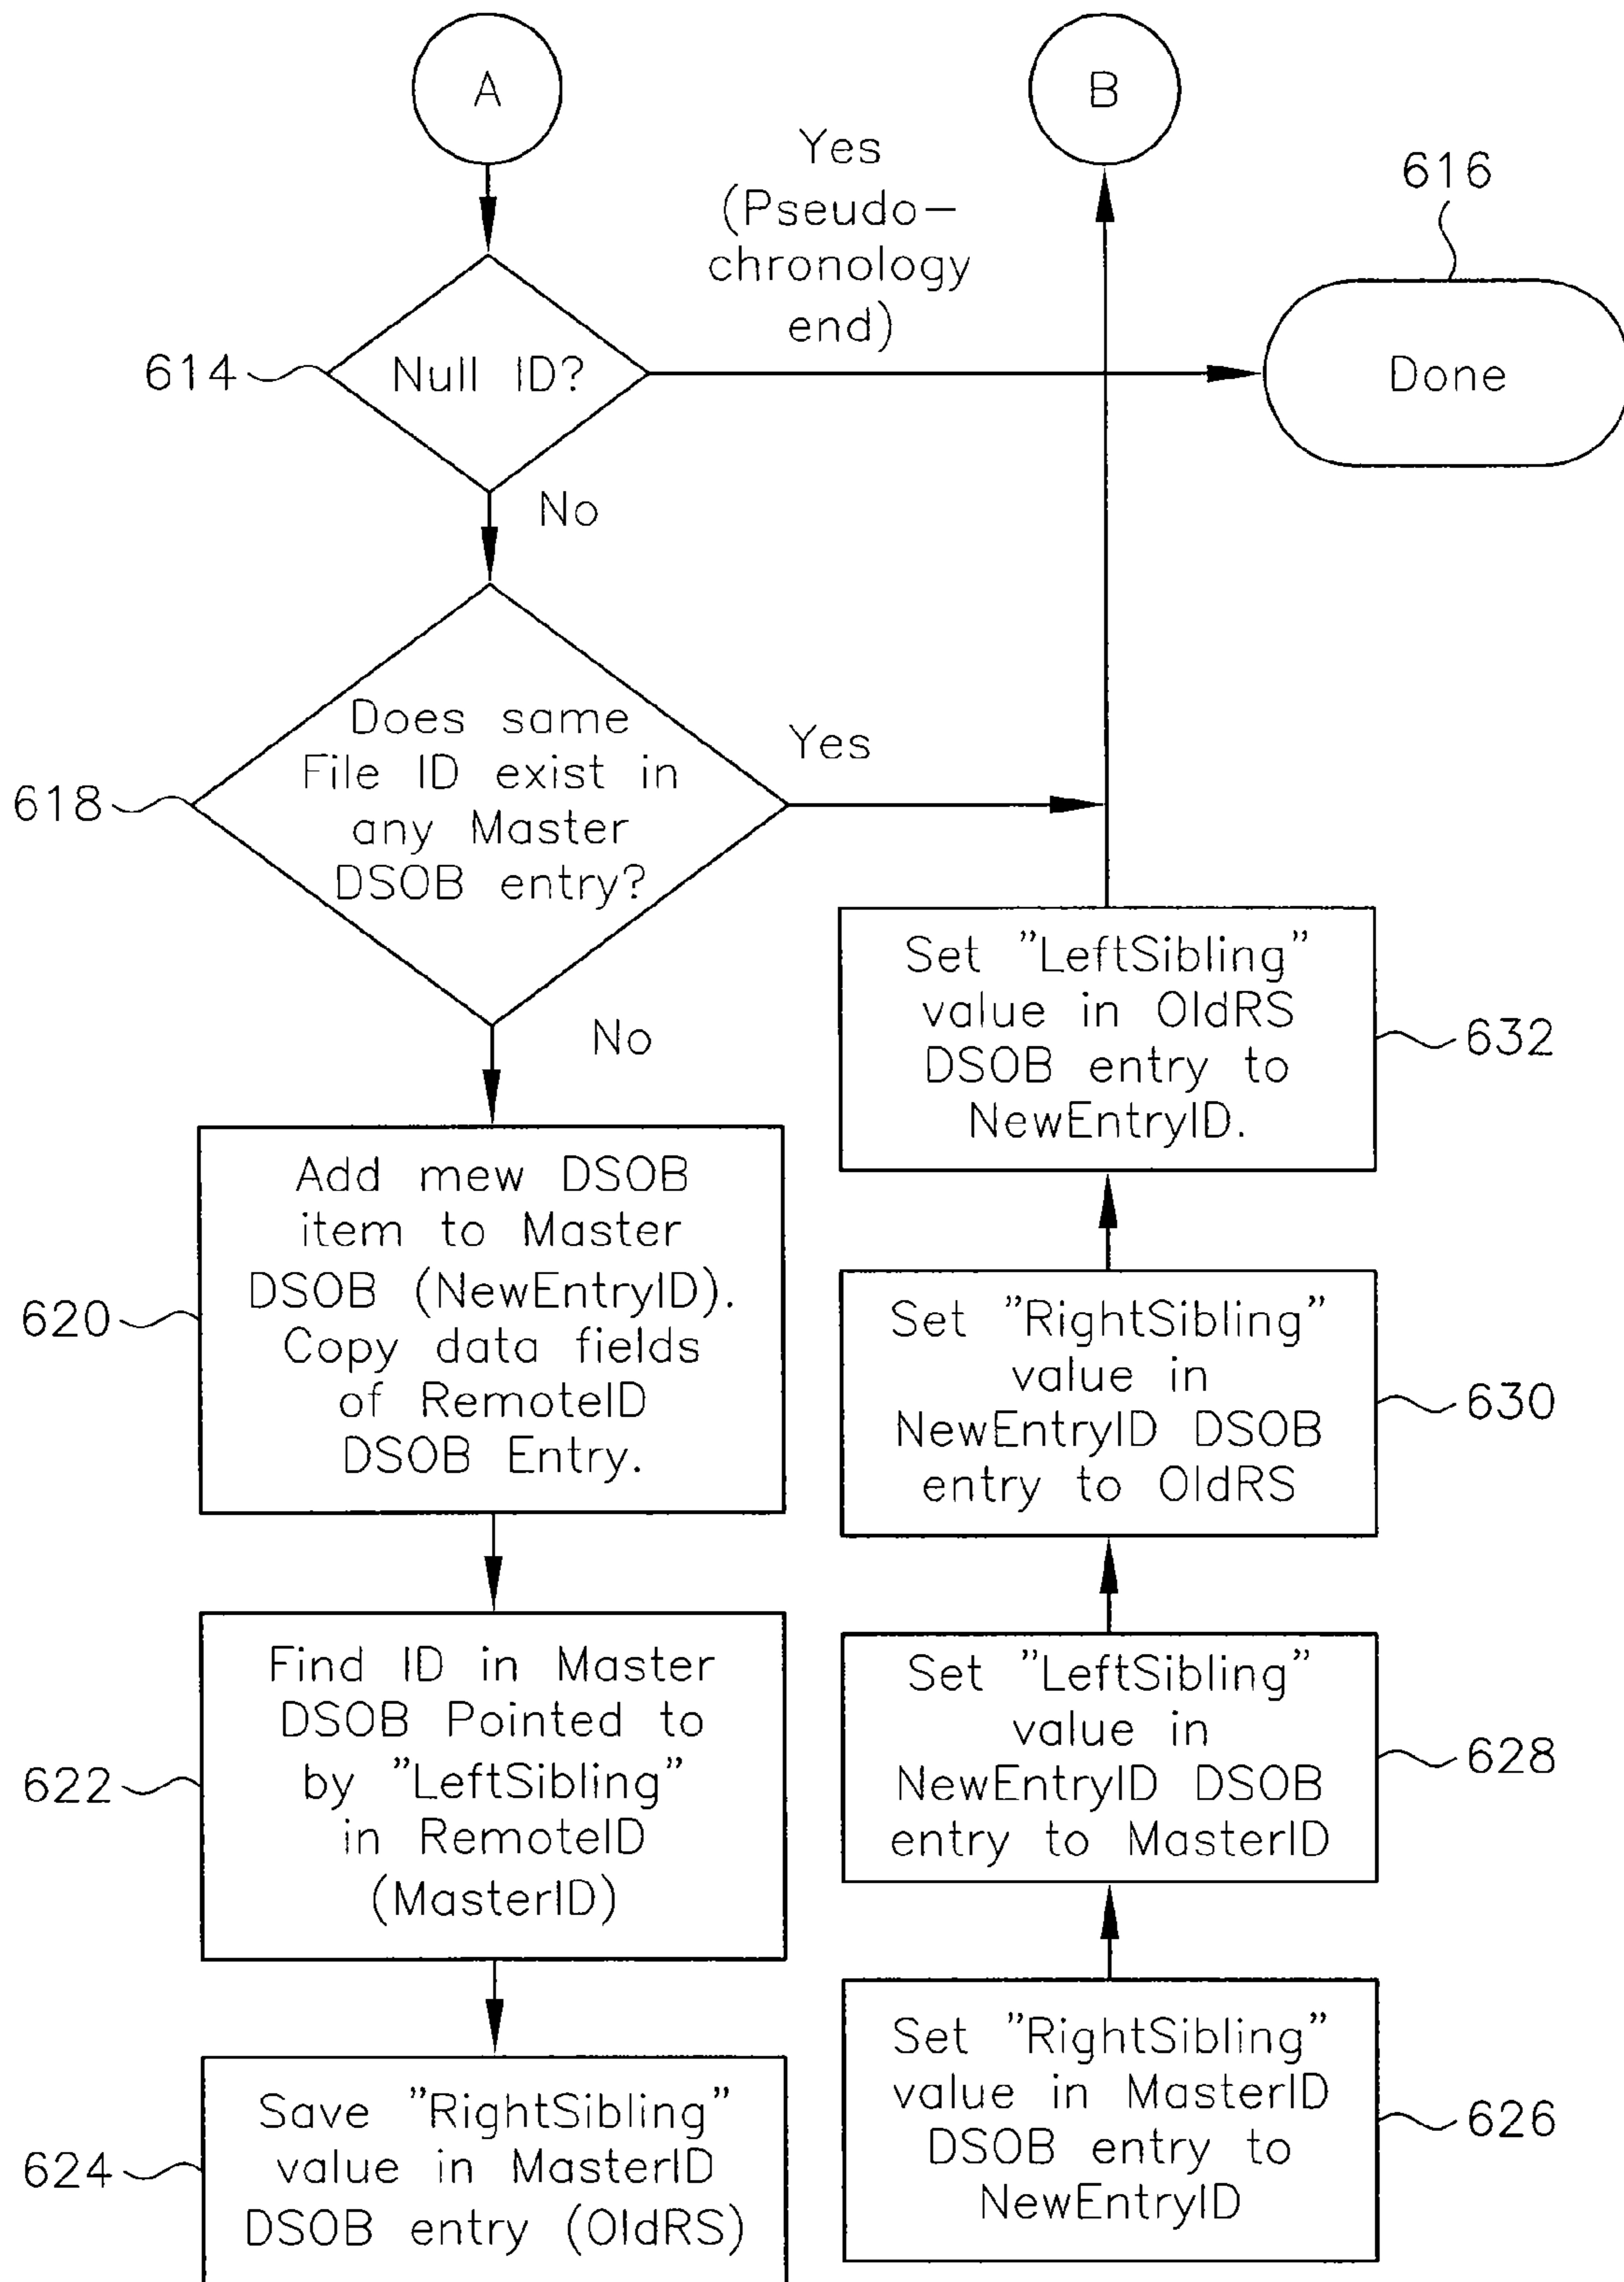 A
B
Yes
(Pseudo-
chronology
end)
616
614
Null ID?
Done
No
618
Does same
File ID exist in
any Master
DSOB entry?
Yes
No
620
Add mew DSOB
item to Master
DSOB (NewEntryID).
Copy data fields
of RemoteID
DSOB Entry.
622
Find ID in Master
DSOB Pointed to
by "LeftSibling"
in RemoteID
(MasterID)
624
Save "RightSibling"
value in MasterID
DSOB entry (OldRS)
Set "LeftSibling"
value in OldRS
DSOB entry to
NewEntryID.
632
Set "RightSibling"
value in
NewEntryID DSOB
entry to OldRS
630
Set "LeftSibling"
value in
NewEntryID DSOB
entry to MasterID
628
Set "RightSibling"
value in MasterID
DSOB entry to
NewEntryID
626